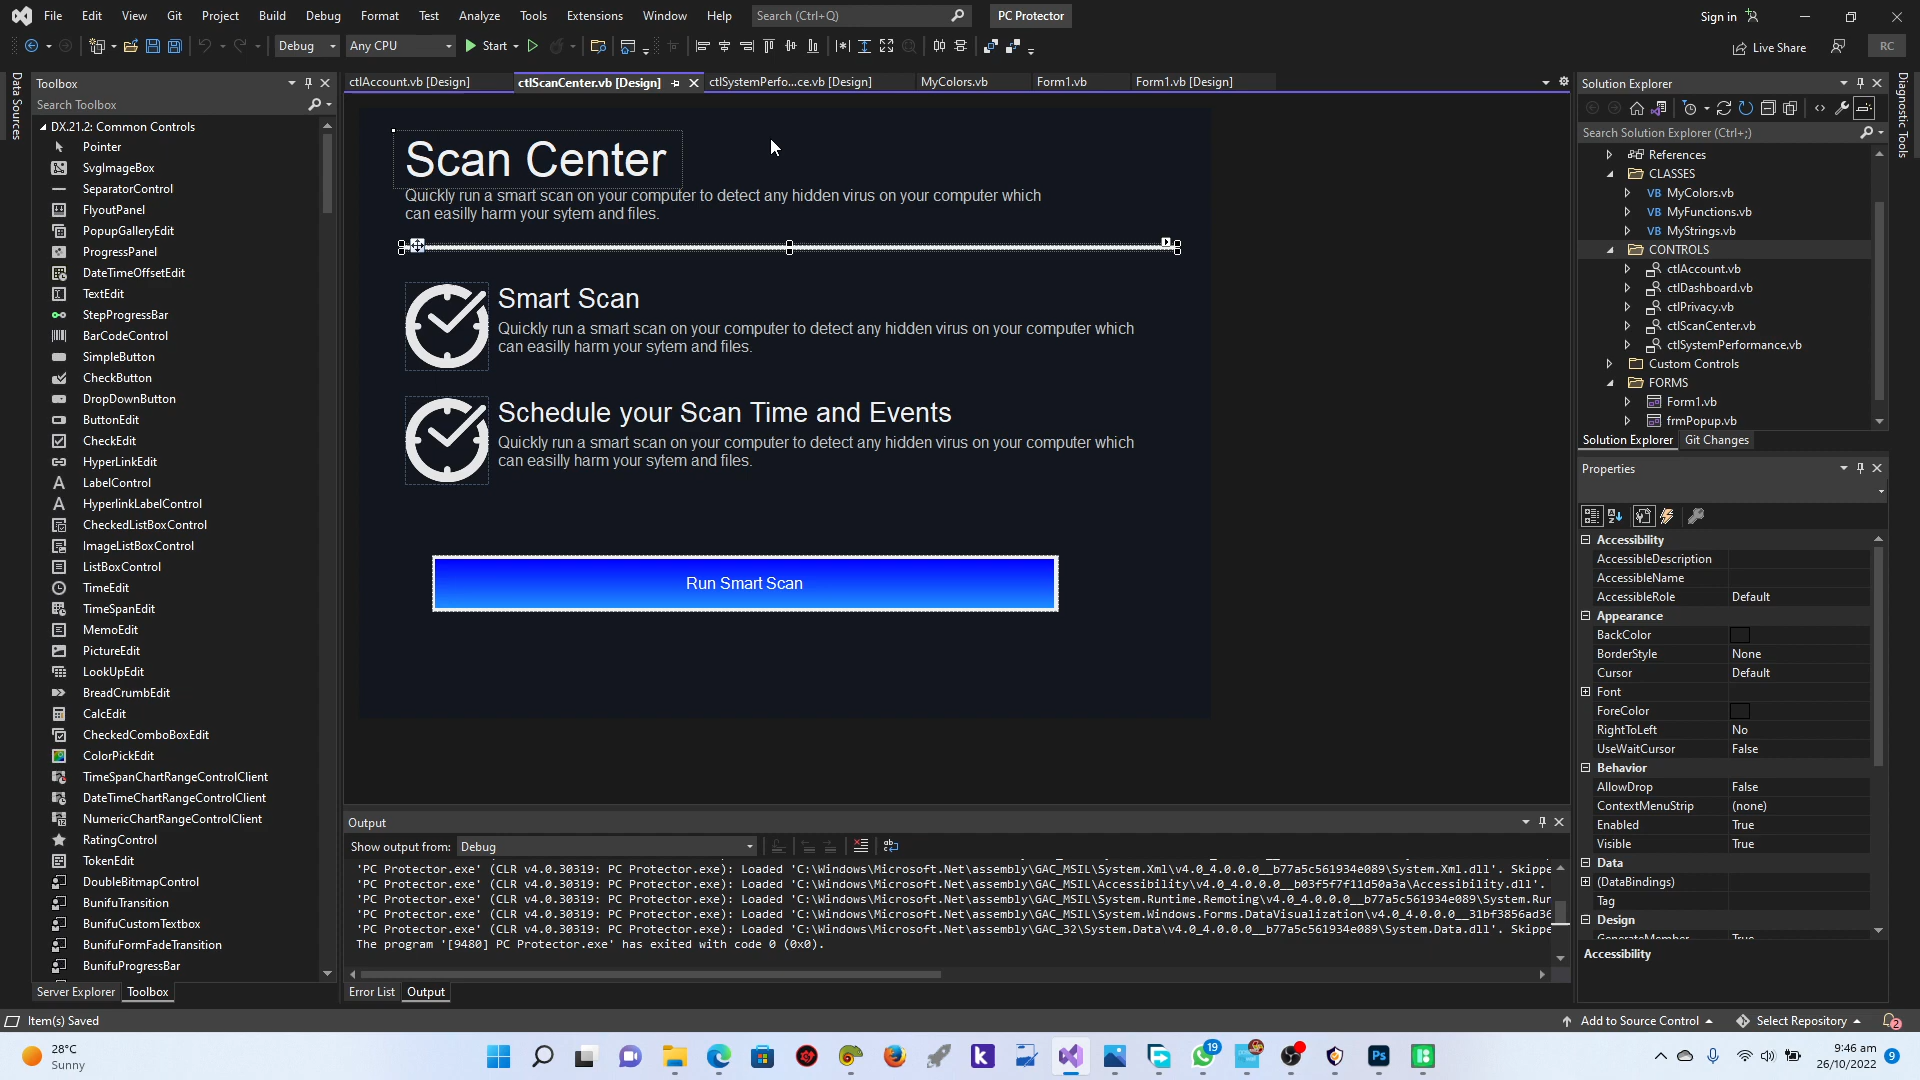 File Edit View Git Project Build Debug Format Test Analyze Tools Extensions Window Help Search (Ctrl+Q) PC Protector Sign in
Debug Any CPU Start Live Share RC
Data Sources
Toolbox
Search Toolbox
DX.21.2: Common Controls
Pointer
SvgImageBox
SeparatorControl
FlyoutPanel
PopupGalleryEdit
ProgressPanel
DateTimeOffsetEdit
TextEdit
StepProgressBar
BarCodeControl
SimpleButton
CheckButton
DropDownButton
ButtonEdit
CheckEdit
HyperLinkEdit
LabelControl
HyperlinkLabelControl
CheckedListBoxControl
ImageListBoxControl
ListBoxControl
TimeEdit
TimeSpanEdit
MemoEdit
PictureEdit
LookUpEdit
BreadCrumbEdit
CalcEdit
CheckedComboBoxEdit
ColorPickEdit
TimeSpanChartRangeControlClient
DateTimeChartRangeControlClient
NumericChartRangeControlClient
RatingControl
TokenEdit
DoubleBitmapControl
BunifuTransition
BunifuCustomTextbox
BunifuFormFadeTransition
BunifuProgressBar
Server Explorer Toolbox
ctlAccount.vb [Design] ctlScanCenter.vb [Design] ctlSystemPerfo...ce.vb [Design] MyColors.vb Form1.vb Form1.vb [Design]
Scan Center
Quickly run a smart scan on your computer to detect any hidden virus on your computer which
can easilly harm your sytem and files.
Smart Scan
Quickly run a smart scan on your computer to detect any hidden virus on your computer which
can easilly harm your sytem and files.
Schedule your Scan Time and Events
Quickly run a smart scan on your computer to detect any hidden virus on your computer which
can easilly harm your sytem and files.
Run Smart Scan
Output
Show output from: Debug
'PC Protector.exe' (CLR v4.0.30319: PC Protector.exe): Loaded 'C:\Windows\Microsoft.Net\assembly\GAC_MSIL\System.Xml\v4.0_4.0.0.0__b77a5c561934e089\System.Xml.dll'. Skippe
'PC Protector.exe' (CLR v4.0.30319: PC Protector.exe): Loaded 'C:\Windows\Microsoft.Net\assembly\GAC_MSIL\Accessibility\v4.0_4.0.0.0__b03f5f7f11d50a3a\Accessibility.dll'.
'PC Protector.exe' (CLR v4.0.30319: PC Protector.exe): Loaded 'C:\Windows\Microsoft.Net\assembly\GAC_MSIL\System.Runtime.Remoting\v4.0_4.0.0.0__b77a5c561934e089\System.Run
'PC Protector.exe' (CLR v4.0.30319: PC Protector.exe): Loaded 'C:\Windows\Microsoft.Net\assembly\GAC_MSIL\System.Windows.Forms.DataVisualization\v4.0_4.0.0.0__31bf3856ad36
'PC Protector.exe' (CLR v4.0.30319: PC Protector.exe): Loaded 'C:\Windows\Microsoft.Net\assembly\GAC_32\System.Data\v4.0_4.0.0.0__b77a5c561934e089\System.Data.dll'. Skippe
The program '[9480] PC Protector.exe' has exited with code 0 (0x0).
Error List Output
Solution Explorer
Search Solution Explorer (Ctrl+;)
References
CLASSES
VB MyColors.vb
VB MyFunctions.vb
VB MyStrings.vb
CONTROLS
ctlAccount.vb
ctlDashboard.vb
ctlPrivacy.vb
ctlScanCenter.vb
ctlSystemPerformance.vb
Custom Controls
FORMS
Form1.vb
frmPopup.vb
Solution Explorer Git Changes
Properties
Accessibility
AccessibleDescription
AccessibleName
AccessibleRole Default
Appearance
BackColor
BorderStyle None
Cursor Default
Font
ForeColor
RightToLeft No
UseWaitCursor False
Behavior
AllowDrop False
ContextMenuStrip (none)
Enabled True
Visible True
Data
(DataBindings)
Tag
Design
GenerateMember True
Accessibility
Diagnostic Tools
Item(s) Saved Add to Source Control Select Repository 2
28°C
Sunny
k 19 Ps
9:46 am
26/10/2022 9